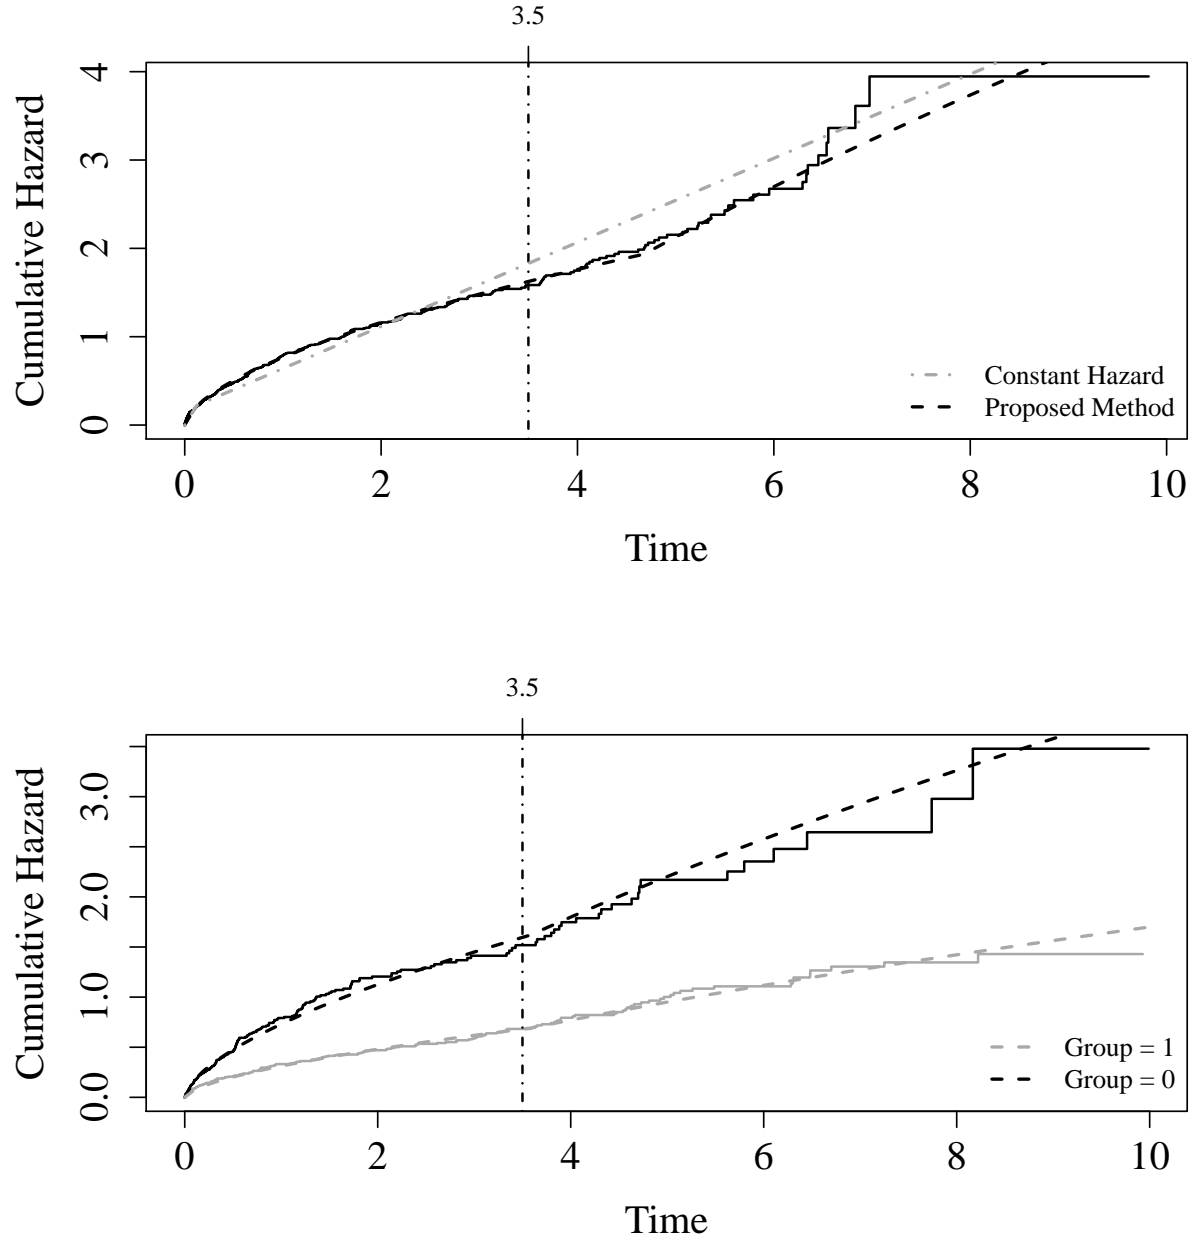 3.5
Cumulative Hazard
4
3
2
1
0
Constant Hazard
Proposed Method
0 2 4 6 8 10
Time
3.5
Cumulative Hazard
3.0
2.0
1.0
0.0
Group = 1
Group = 0
0 2 4 6 8 10
Time